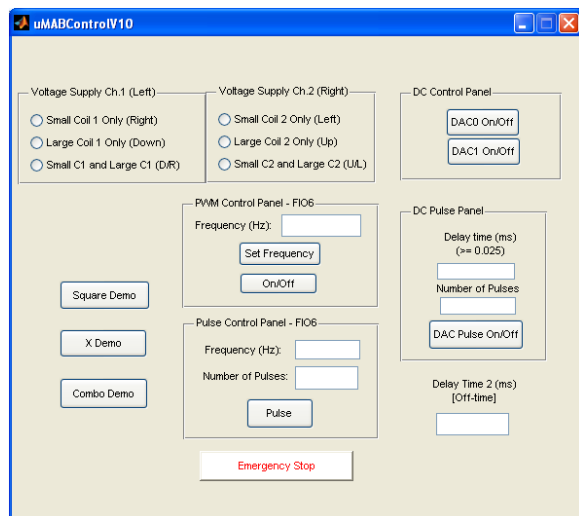 uMABControlV10
Voltage Supply Ch.1 (Left)
Small Coil 1 Only (Right)
Large Coil 1 Only (Down)
Small C1 and Large C1 (D/R)
Voltage Supply Ch.2 (Right)
Small Coil 2 Only (Left)
Large Coil 2 Only (Up)
Small C2 and Large C2 (U/L)
DC Control Panel
DAC0 On/Off
DAC1 On/Off
PWM Control Panel - FIO6
Frequency (Hz):
Set Frequency
On/Off
DC Pulse Panel
Delay time (ms)
(>= 0.025)
Number of Pulses
DAC Pulse On/Off
Square Demo
X Demo
Combo Demo
Pulse Control Panel - FIO6
Frequency (Hz):
Number of Pulses:
Pulse
Delay Time 2 (ms)
[Off-time]
Emergency Stop